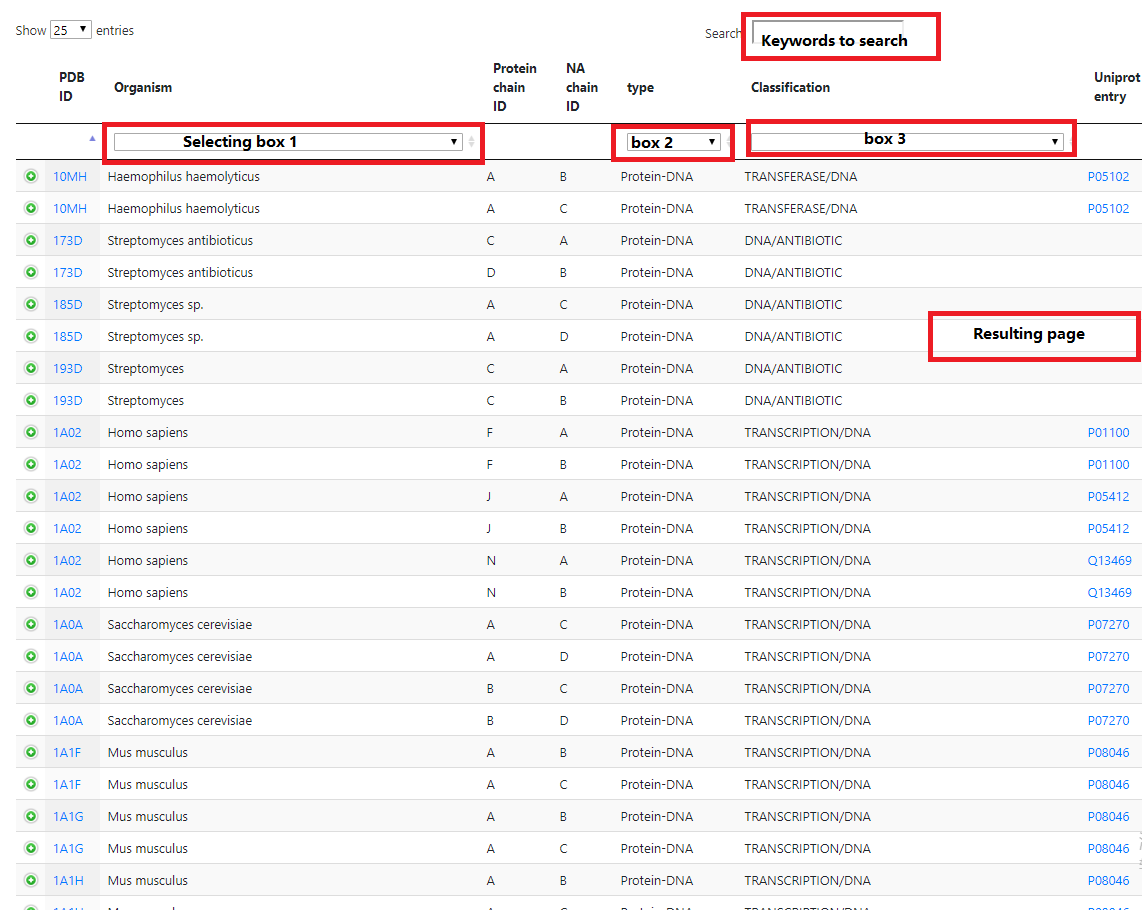 Show 25 entries
Search
Keywords to search
PDB ID Organism Protein chain ID NA chain ID type Classification Uniprot entry
Selecting box 1 box 2 box 3
10MH Haemophilus haemolyticus A B Protein-DNA TRANSFERASE/DNA P05102
10MH Haemophilus haemolyticus A C Protein-DNA TRANSFERASE/DNA P05102
173D Streptomyces antibioticus C A Protein-DNA DNA/ANTIBIOTIC
173D Streptomyces antibioticus D B Protein-DNA DNA/ANTIBIOTIC
185D Streptomyces sp. A C Protein-DNA DNA/ANTIBIOTIC
185D Streptomyces sp. A D Protein-DNA DNA/ANTIBIOTIC
Resulting page
193D Streptomyces C A Protein-DNA DNA/ANTIBIOTIC
193D Streptomyces C B Protein-DNA DNA/ANTIBIOTIC
1A02 Homo sapiens F A Protein-DNA TRANSCRIPTION/DNA P01100
1A02 Homo sapiens F B Protein-DNA TRANSCRIPTION/DNA P01100
1A02 Homo sapiens J A Protein-DNA TRANSCRIPTION/DNA P05412
1A02 Homo sapiens J B Protein-DNA TRANSCRIPTION/DNA P05412
1A02 Homo sapiens N A Protein-DNA TRANSCRIPTION/DNA Q13469
1A02 Homo sapiens N B Protein-DNA TRANSCRIPTION/DNA Q13469
1A0A Saccharomyces cerevisiae A C Protein-DNA TRANSCRIPTION/DNA P07270
1A0A Saccharomyces cerevisiae A D Protein-DNA TRANSCRIPTION/DNA P07270
1A0A Saccharomyces cerevisiae B C Protein-DNA TRANSCRIPTION/DNA P07270
1A0A Saccharomyces cerevisiae B D Protein-DNA TRANSCRIPTION/DNA P07270
1A1F Mus musculus A B Protein-DNA TRANSCRIPTION/DNA P08046
1A1F Mus musculus A C Protein-DNA TRANSCRIPTION/DNA P08046
1A1G Mus musculus A B Protein-DNA TRANSCRIPTION/DNA P08046
1A1G Mus musculus A C Protein-DNA TRANSCRIPTION/DNA P08046
1A1H Mus musculus A B Protein-DNA TRANSCRIPTION/DNA P08046